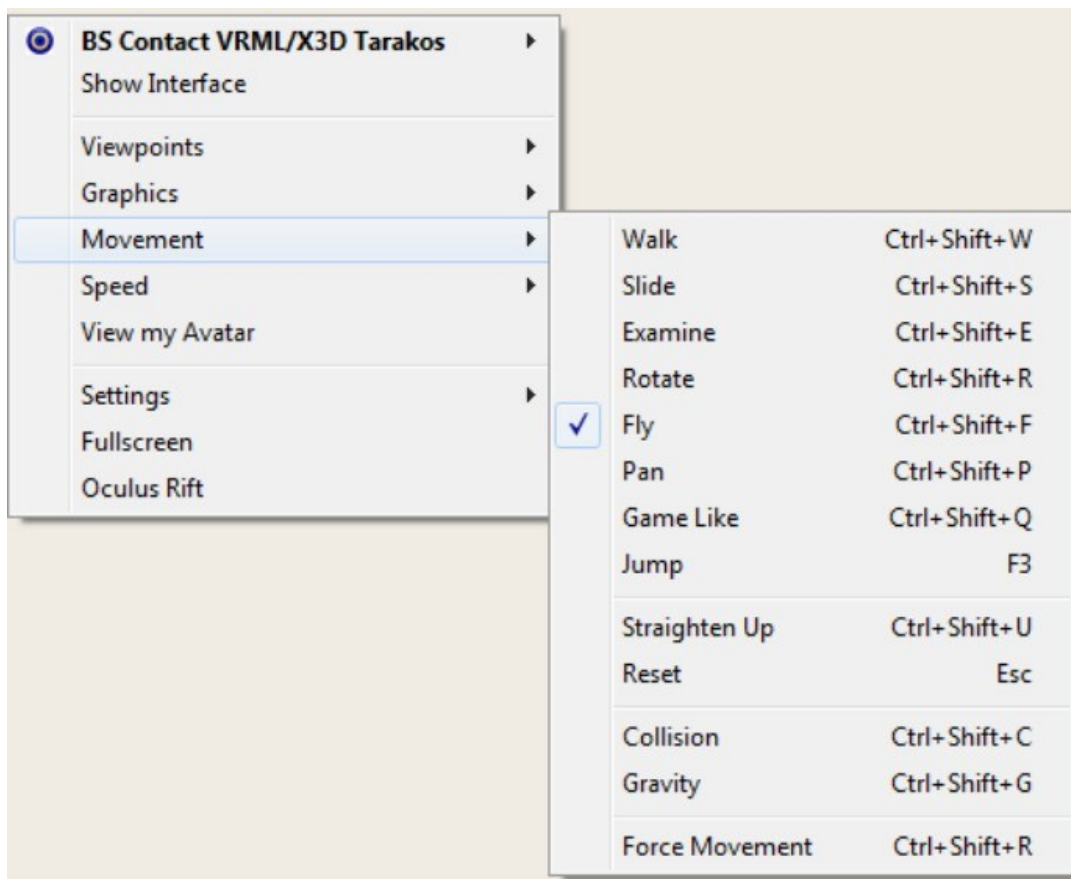 BS Contact VRML/X3D Tarakos
Show Interface
Viewpoints
Graphics
Movement
Speed
View my Avatar
Settings
Fullscreen
Oculus Rift
Walk Ctrl+Shift+W
Slide Ctrl+Shift+S
Examine Ctrl+Shift+E
Rotate Ctrl+Shift+R
Fly Ctrl+Shift+F
Pan Ctrl+Shift+P
Game Like Ctrl+Shift+Q
Jump F3
Straighten Up Ctrl+Shift+U
Reset Esc
Collision Ctrl+Shift+C
Gravity Ctrl+Shift+G
Force Movement Ctrl+Shift+R